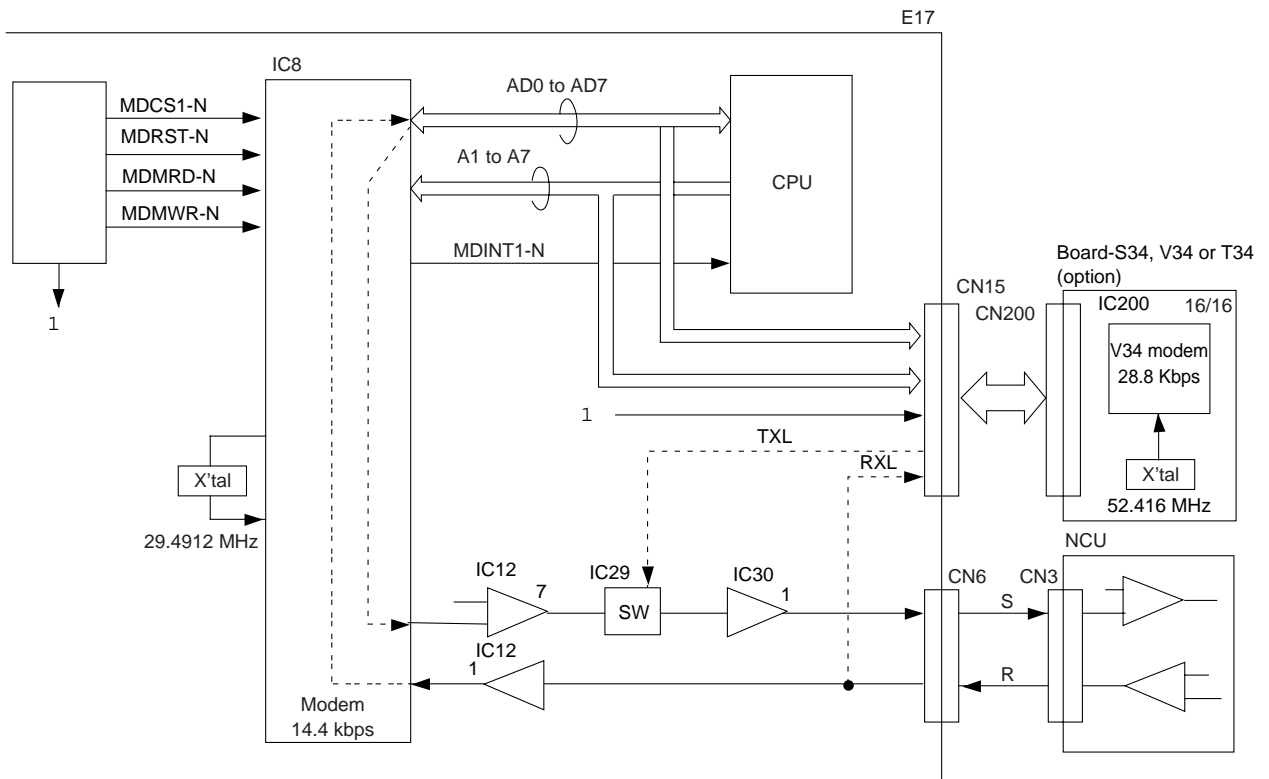 E17
IC8
MDCS1-N
MDRST-N
MDMRD-N
MDMWR-N
1
AD0 to AD7
A1 to A7
MDINT1-N
CPU
CN15
CN200
Board-S34, V34 or T34
(option)
IC200
16/16
V34 modem
28.8 Kbps
X'tal
52.416 MHz
1
TXL
RXL
X'tal
29.4912 MHz
IC12
7
IC29
SW
IC30
1
CN6
CN3
NCU
S
R
IC12
1
Modem
14.4 kbps